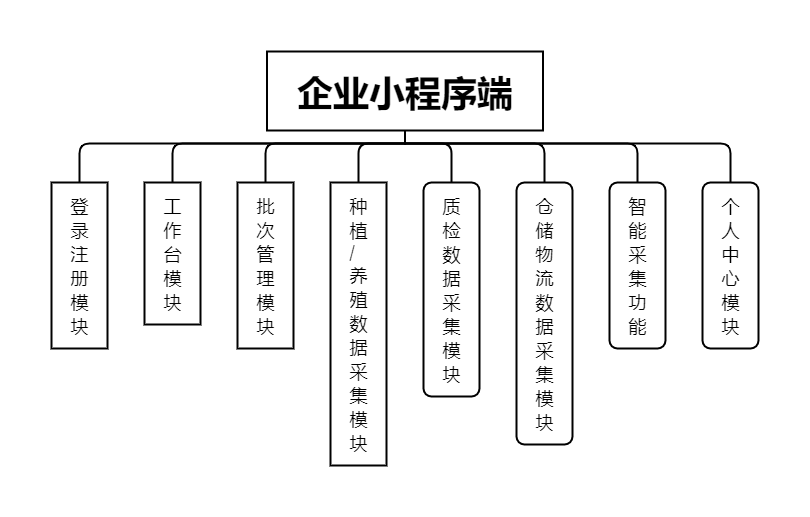 企业小程序端
登录注册模块
工作台模块
批次管理模块
种植/养殖数据采集模块
质检数据采集模块
仓储物流数据采集模块
智能采集功能
个人中心模块